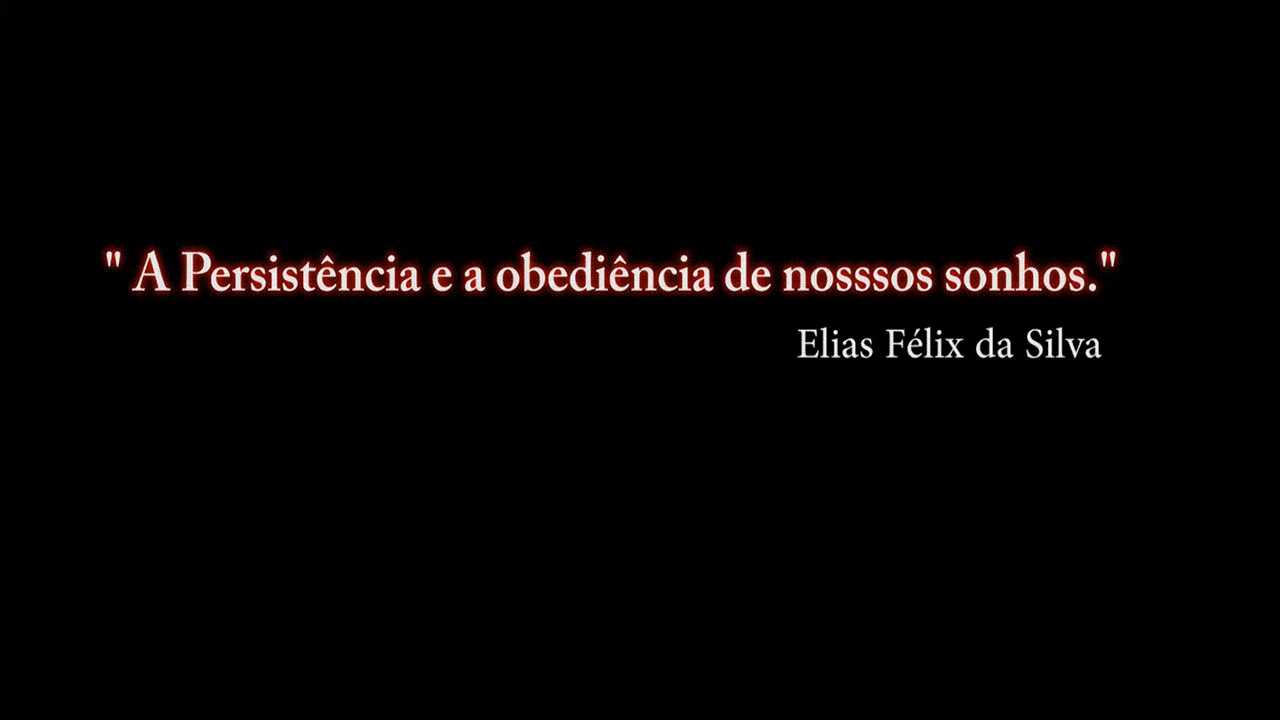 " A Persistência e a obediência de nosssos sonhos."
Elias Félix da Silva